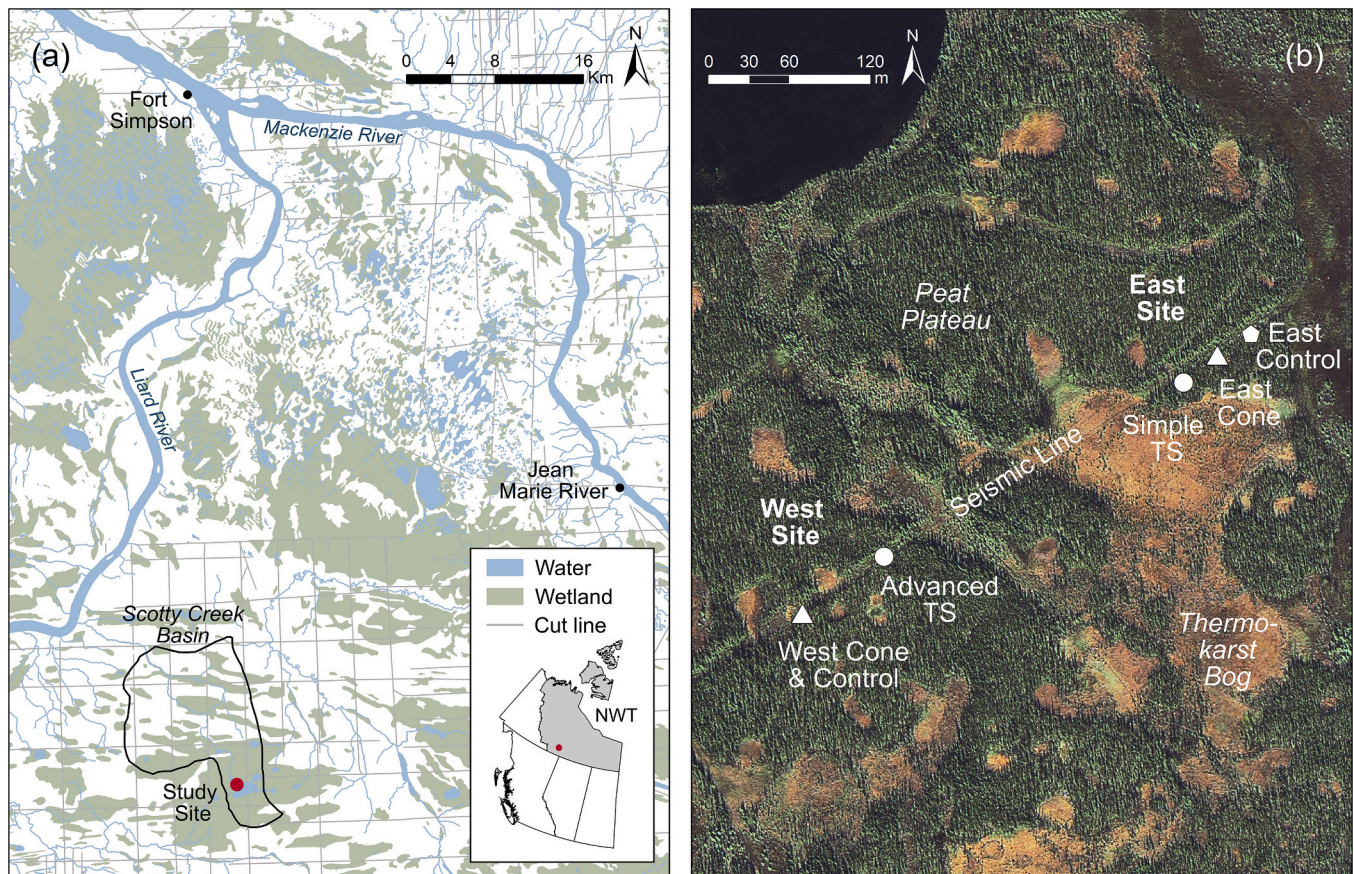 (a)
N
0 4 8 16
Km
Fort
Simpson
Mackenzie River
Liard River
Jean
Marie River
Scotty Creek
Basin
Study
Site
Water
Wetland
Cut line
NWT
(b)
N
0 30 60 120
m
Peat
Plateau
East
Site
East
Control
East
Cone
Simple
TS
Seismic Line
West
Site
Advanced
TS
West Cone
& Control
Thermo-
karst
Bog